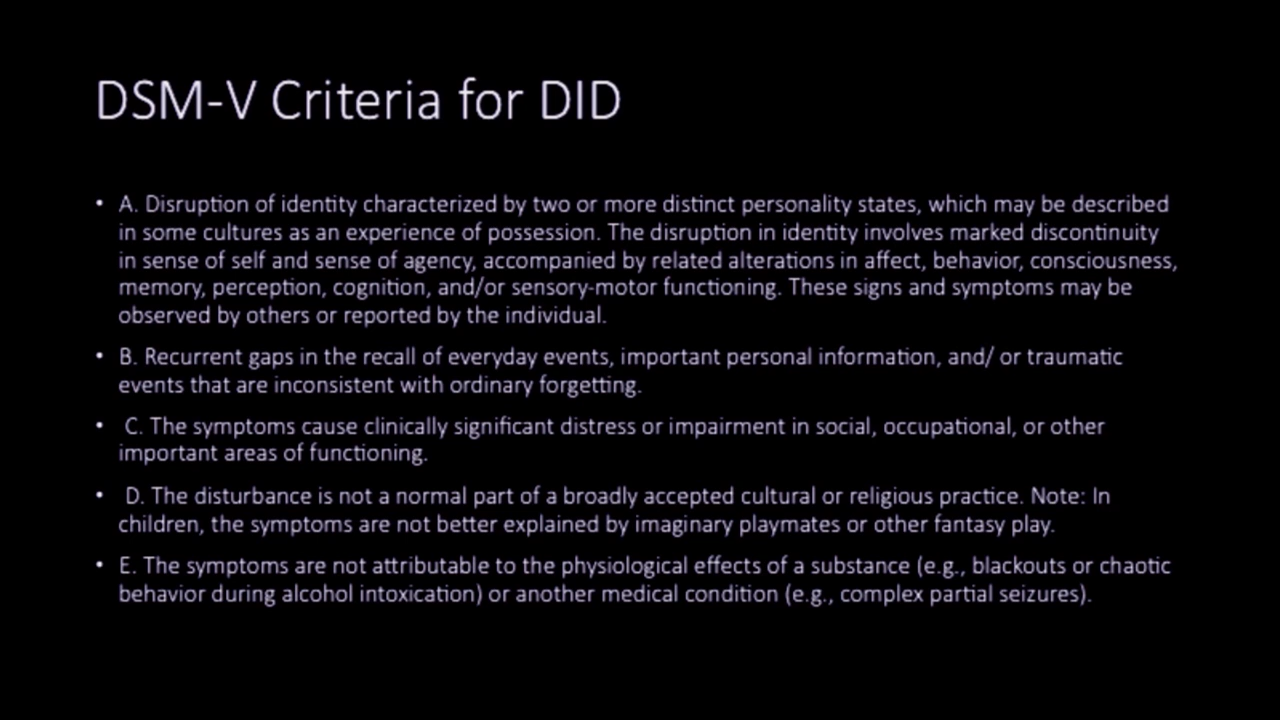 DSM-V Criteria for DID
• A. Disruption of identity characterized by two or more distinct personality states, which may be described
in some cultures as an experience of possession. The disruption in identity involves marked discontinuity
in sense of self and sense of agency, accompanied by related alterations in affect, behavior, consciousness,
memory, perception, cognition, and/or sensory-motor functioning. These signs and symptoms may be
observed by others or reported by the individual.
• B. Recurrent gaps in the recall of everyday events, important personal information, and/ or traumatic
events that are inconsistent with ordinary forgetting.
• C. The symptoms cause clinically significant distress or impairment in social, occupational, or other
important areas of functioning.
• D. The disturbance is not a normal part of a broadly accepted cultural or religious practice. Note: In
children, the symptoms are not better explained by imaginary playmates or other fantasy play.
• E. The symptoms are not attributable to the physiological effects of a substance (e.g., blackouts or chaotic
behavior during alcohol intoxication) or another medical condition (e.g., complex partial seizures).